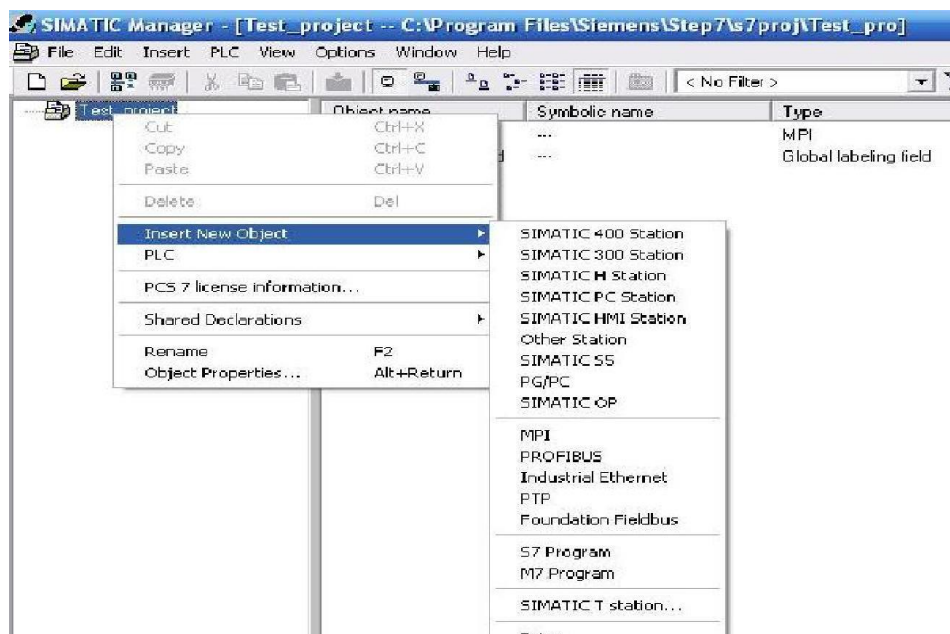 SIMATIC Manager - [Test_project -- C:\Program Files\Siemens\Step7\s7proj\Test_pro]
File Edit Insert PLC View Options Window Help
< No Filter >
Test_project
Object name Symbolic name Type
--- MPI
--- Global labeling field
Cut Ctrl+X
Copy Ctrl+C
Paste Ctrl+V
Delete Del
Insert New Object
PLC
PCS 7 license information...
Shared Declarations
Rename F2
Object Properties... Alt+Return
SIMATIC 400 Station
SIMATIC 300 Station
SIMATIC H Station
SIMATIC PC Station
SIMATIC HMI Station
Other Station
SIMATIC S5
PG/PC
SIMATIC OP
MPI
PROFIBUS
Industrial Ethernet
PTP
Foundation Fieldbus
S7 Program
M7 Program
SIMATIC T station...